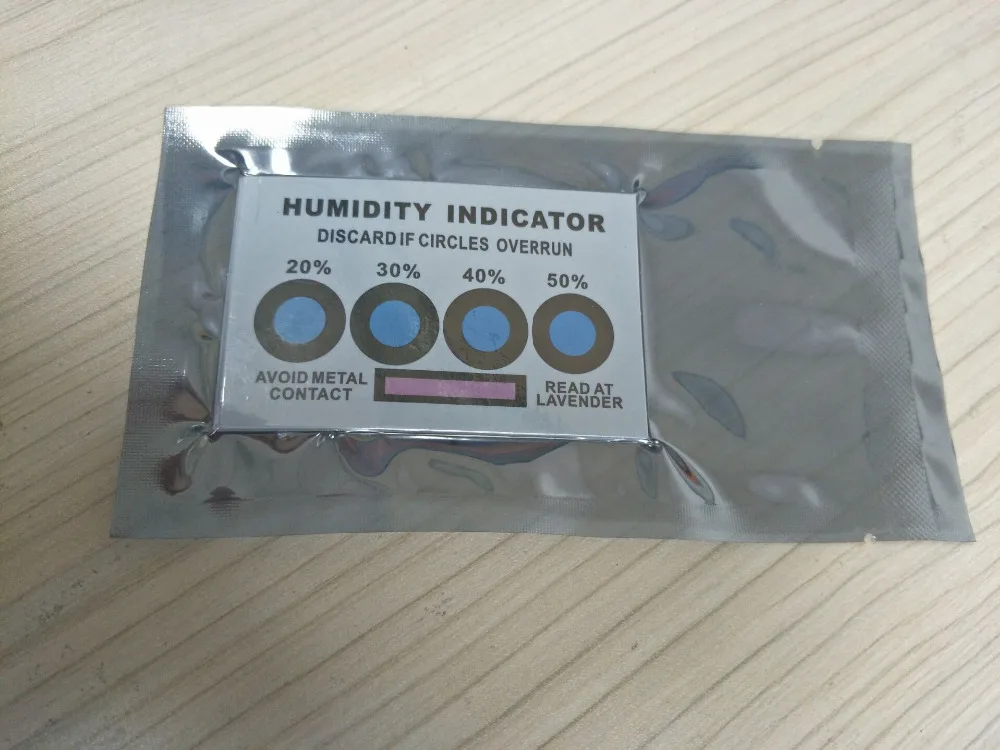 HUMIDITY INDICATOR
DISCARD IF CIRCLES OVERRUN
20% 30% 40% 50%
AVOID METAL
CONTACT
READ AT
LAVENDER